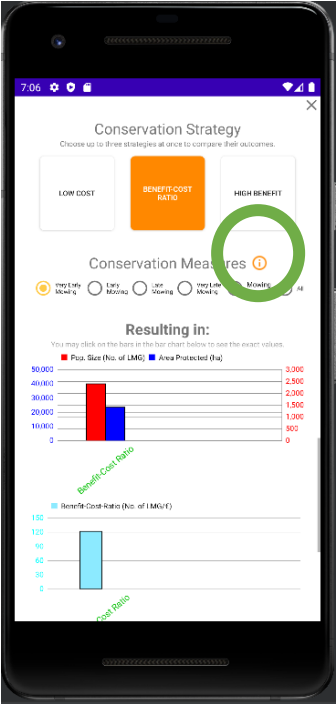 7:06
Conservation Strategy
Choose up to three strategies at once to compare their outcomes.
LOW COST
BENEFIT-COST
RATIO
HIGH BENEFIT
Conservation Measures
Very Early
Mowing
Early
Mowing
Late
Mowing
Very Late
Mowing
Mowing
All
Resulting in:
You may click on the bars in the bar chart below to see the exact values.
Pop. Size (No. of LMG) Area Protected (ha)
50,000 3,000
40,000 2,500
30,000 2,000
20,000 1,500
10,000 1,000
500
0 0
Benefit-Cost Ratio
Benefit-Cost-Ratio (No. of LMG/£)
150
120
90
60
30
0
Cost Ratio